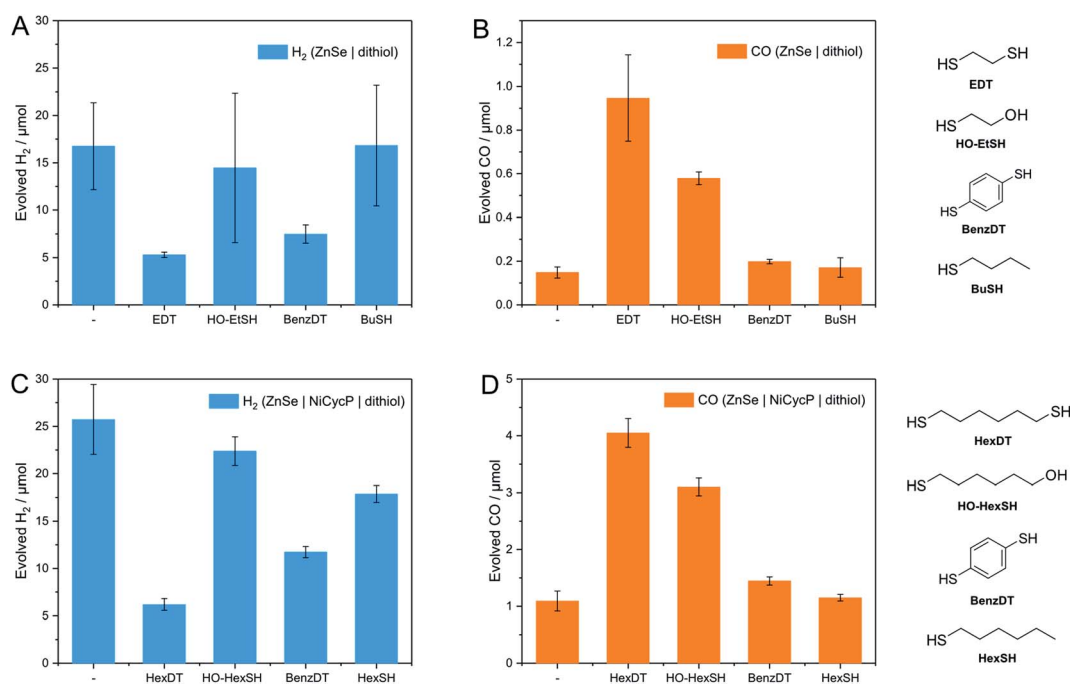 A
30
25
20
15
10
5
0
Evolved H₂ / µmol
H₂ (ZnSe | dithiol)
- EDT HO-EtSH BenzDT BuSH
B
1.2
1.0
0.8
0.6
0.4
0.2
0.0
Evolved CO / µmol
CO (ZnSe | dithiol)
- EDT HO-EtSH BenzDT BuSH
HS SH
EDT
HS OH
HO-EtSH
SH
HS
BenzDT
HS
BuSH
C
30
25
20
15
10
5
0
Evolved H₂ / µmol
H₂ (ZnSe | NiCycP | dithiol)
- HexDT HO-HexSH BenzDT HexSH
D
5
4
3
2
1
0
Evolved CO / µmol
CO (ZnSe | NiCycP | dithiol)
- HexDT HO-HexSH BenzDT HexSH
HS SH
HexDT
HS OH
HO-HexSH
SH
HS
BenzDT
HS
HexSH